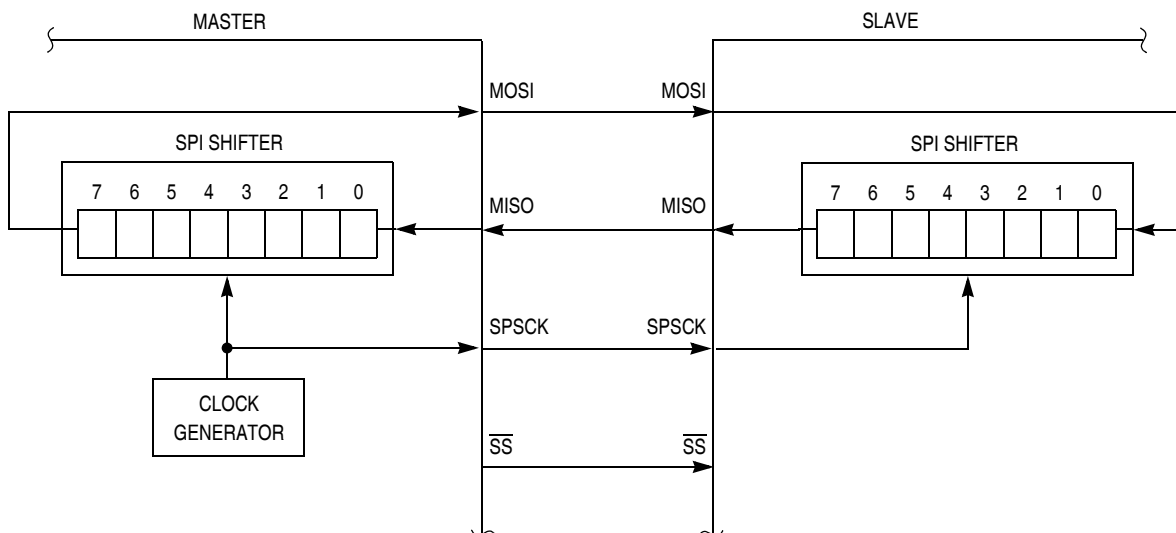 MASTER
SLAVE
MOSI MOSI
SPI SHIFTER
SPI SHIFTER
7 6 5 4 3 2 1 0
MISO MISO
7 6 5 4 3 2 1 0
SPSCK SPSCK
CLOCK
GENERATOR
SS SS